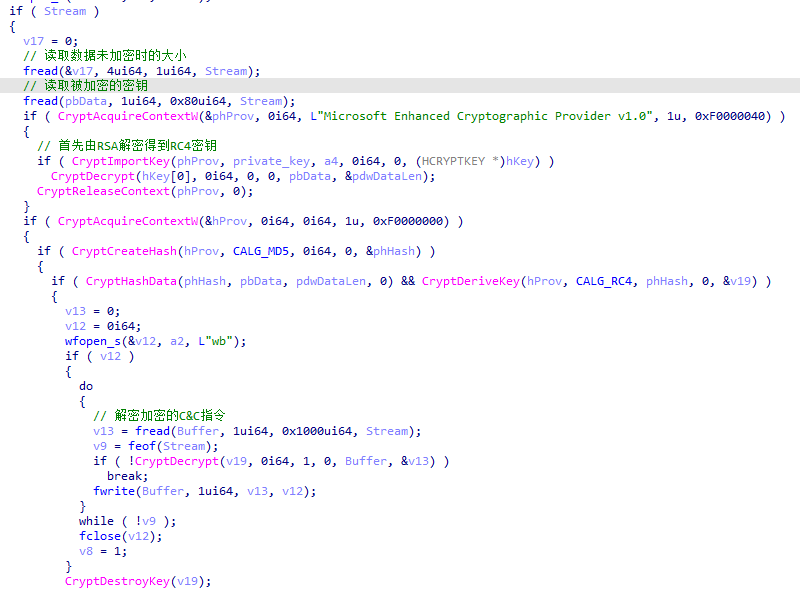 if ( Stream )
{
v17 = 0;
// 读取数据未加密时的大小
fread(&v17, 4ui64, 1ui64, Stream);
// 读取被加密的密钥
fread(pbData, 1ui64, 0x80ui64, Stream);
if ( CryptAcquireContextW(&phProv, 0i64, L"Microsoft Enhanced Cryptographic Provider v1.0", 1u, 0xF0000040) )
{
// 首先由RSA解密得到RC4密钥
if ( CryptImportKey(phProv, private_key, a4, 0i64, 0, (HCRYPTKEY *)hKey) )
CryptDecrypt(hKey[0], 0i64, 0, 0, pbData, &pdwDataLen);
CryptReleaseContext(phProv, 0);
}
if ( CryptAcquireContextW(&hProv, 0i64, 0i64, 1u, 0xF0000000) )
{
if ( CryptCreateHash(hProv, CALG_MD5, 0i64, 0, &phHash) )
{
if ( CryptHashData(phHash, pbData, pdwDataLen, 0) && CryptDeriveKey(hProv, CALG_RC4, phHash, 0, &v19) )
{
v13 = 0;
v12 = 0i64;
wfopen_s(&v12, a2, L"wb");
if ( v12 )
{
do
{
// 解密加密的C&C指令
v13 = fread(Buffer, 1ui64, 0x1000ui64, Stream);
v9 = feof(Stream);
if ( !CryptDecrypt(v19, 0i64, 1, 0, Buffer, &v13) )
break;
fwrite(Buffer, 1ui64, v13, v12);
}
while ( !v9 );
fclose(v12);
v8 = 1;
}
CryptDestroyKey(v19);